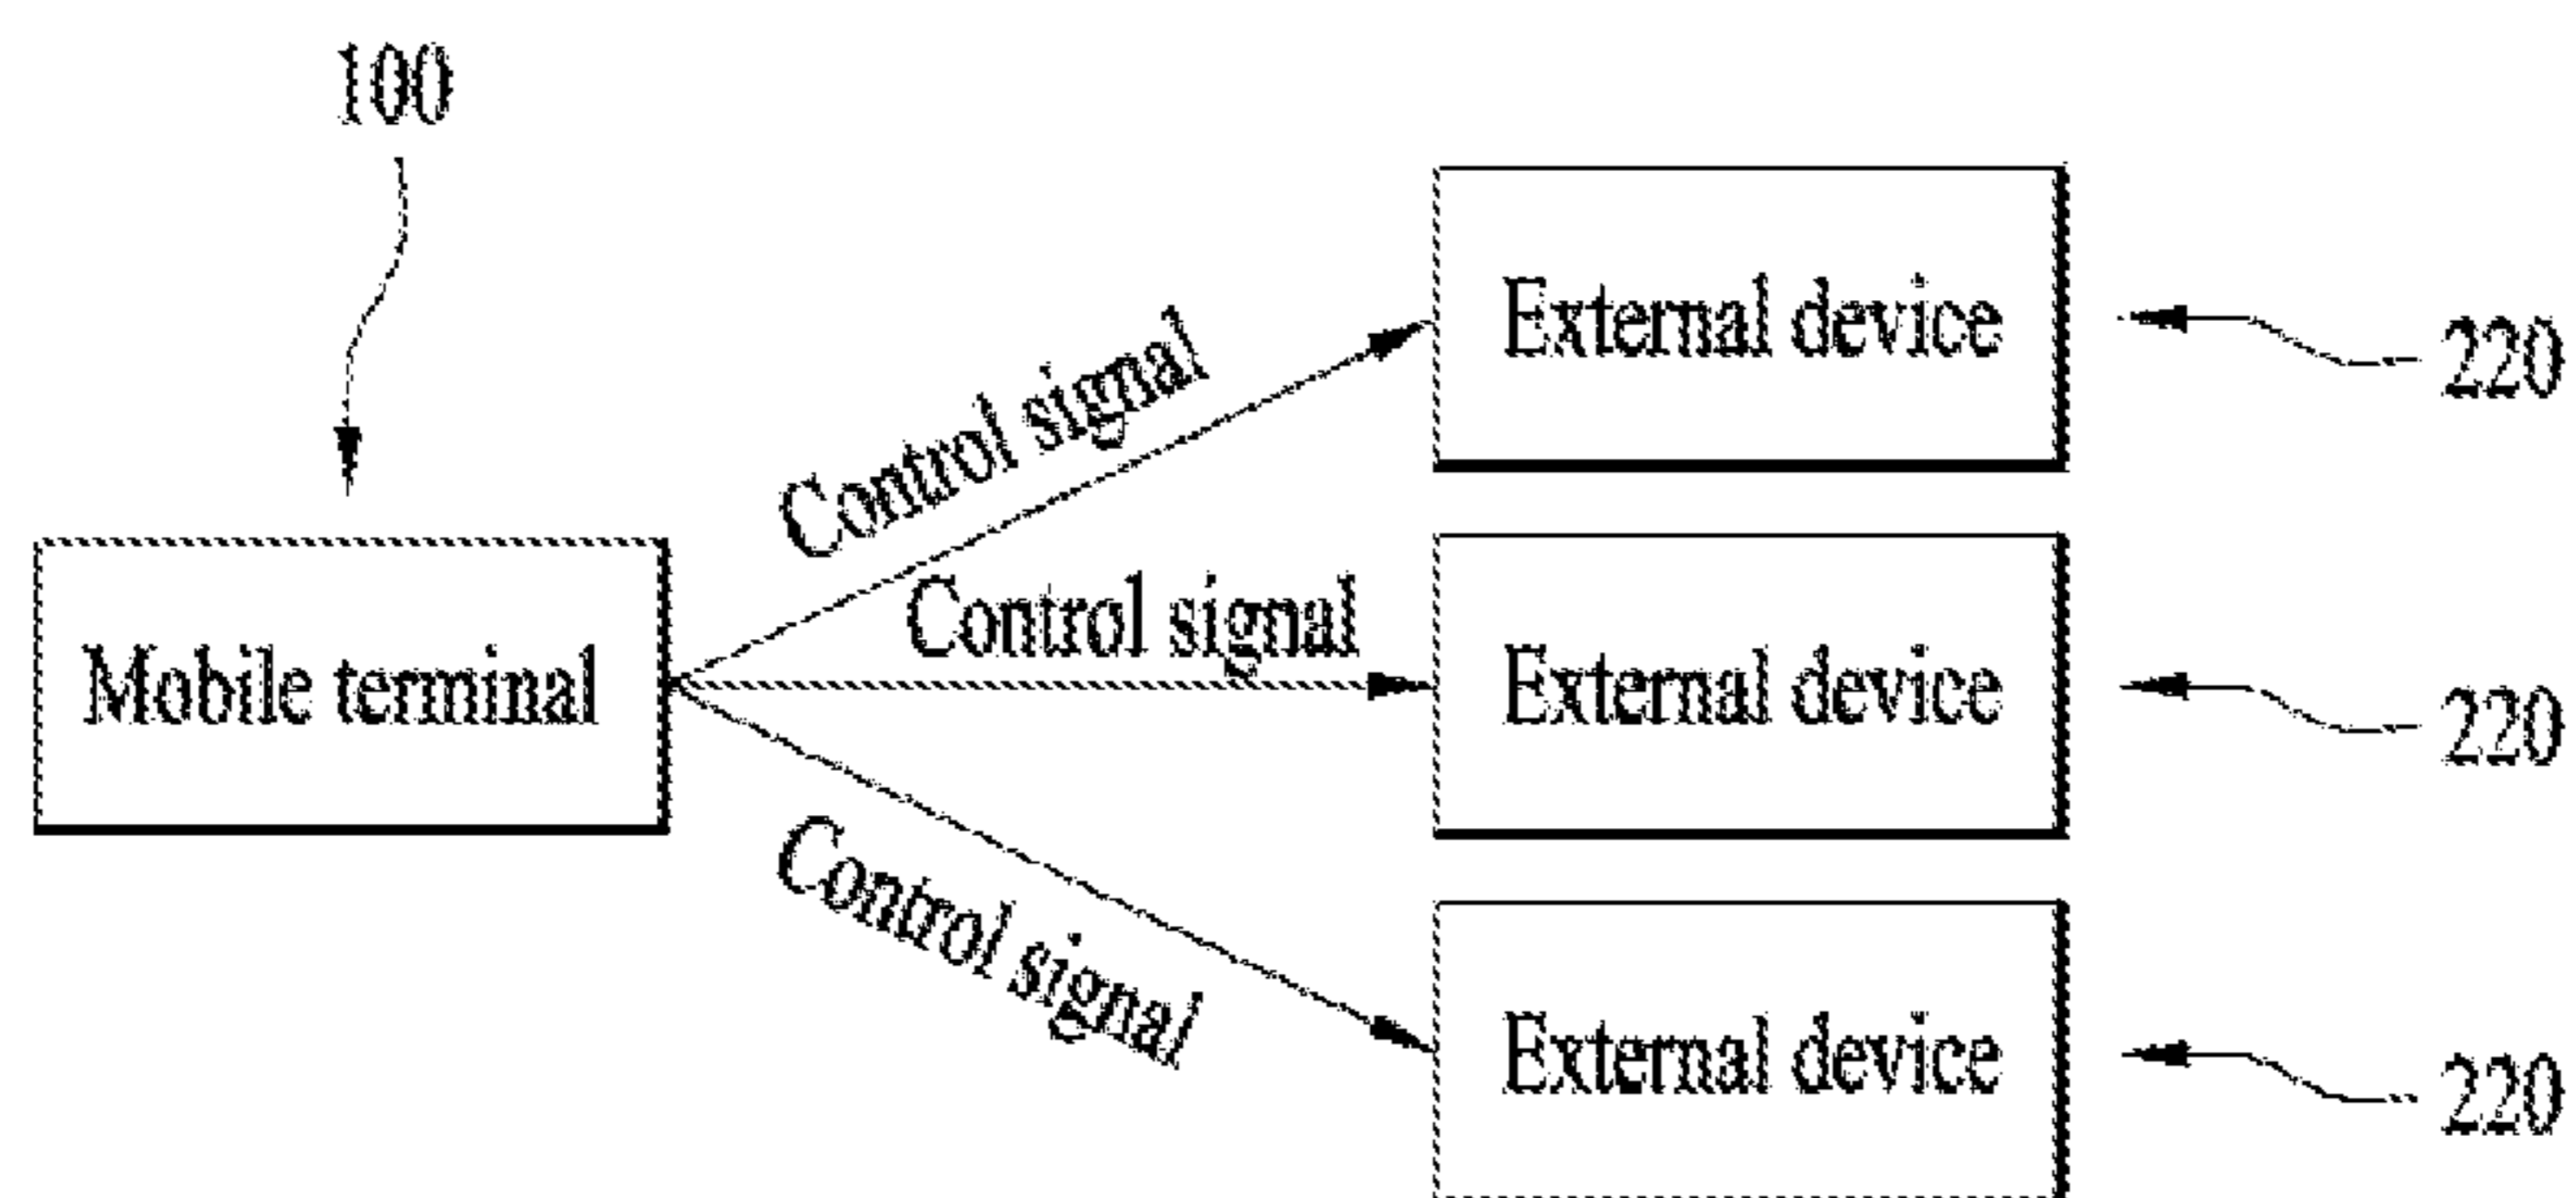 100
External device
220
Control signal
Control signal
Mobile terminal
External device
220
Control signal
External device
220